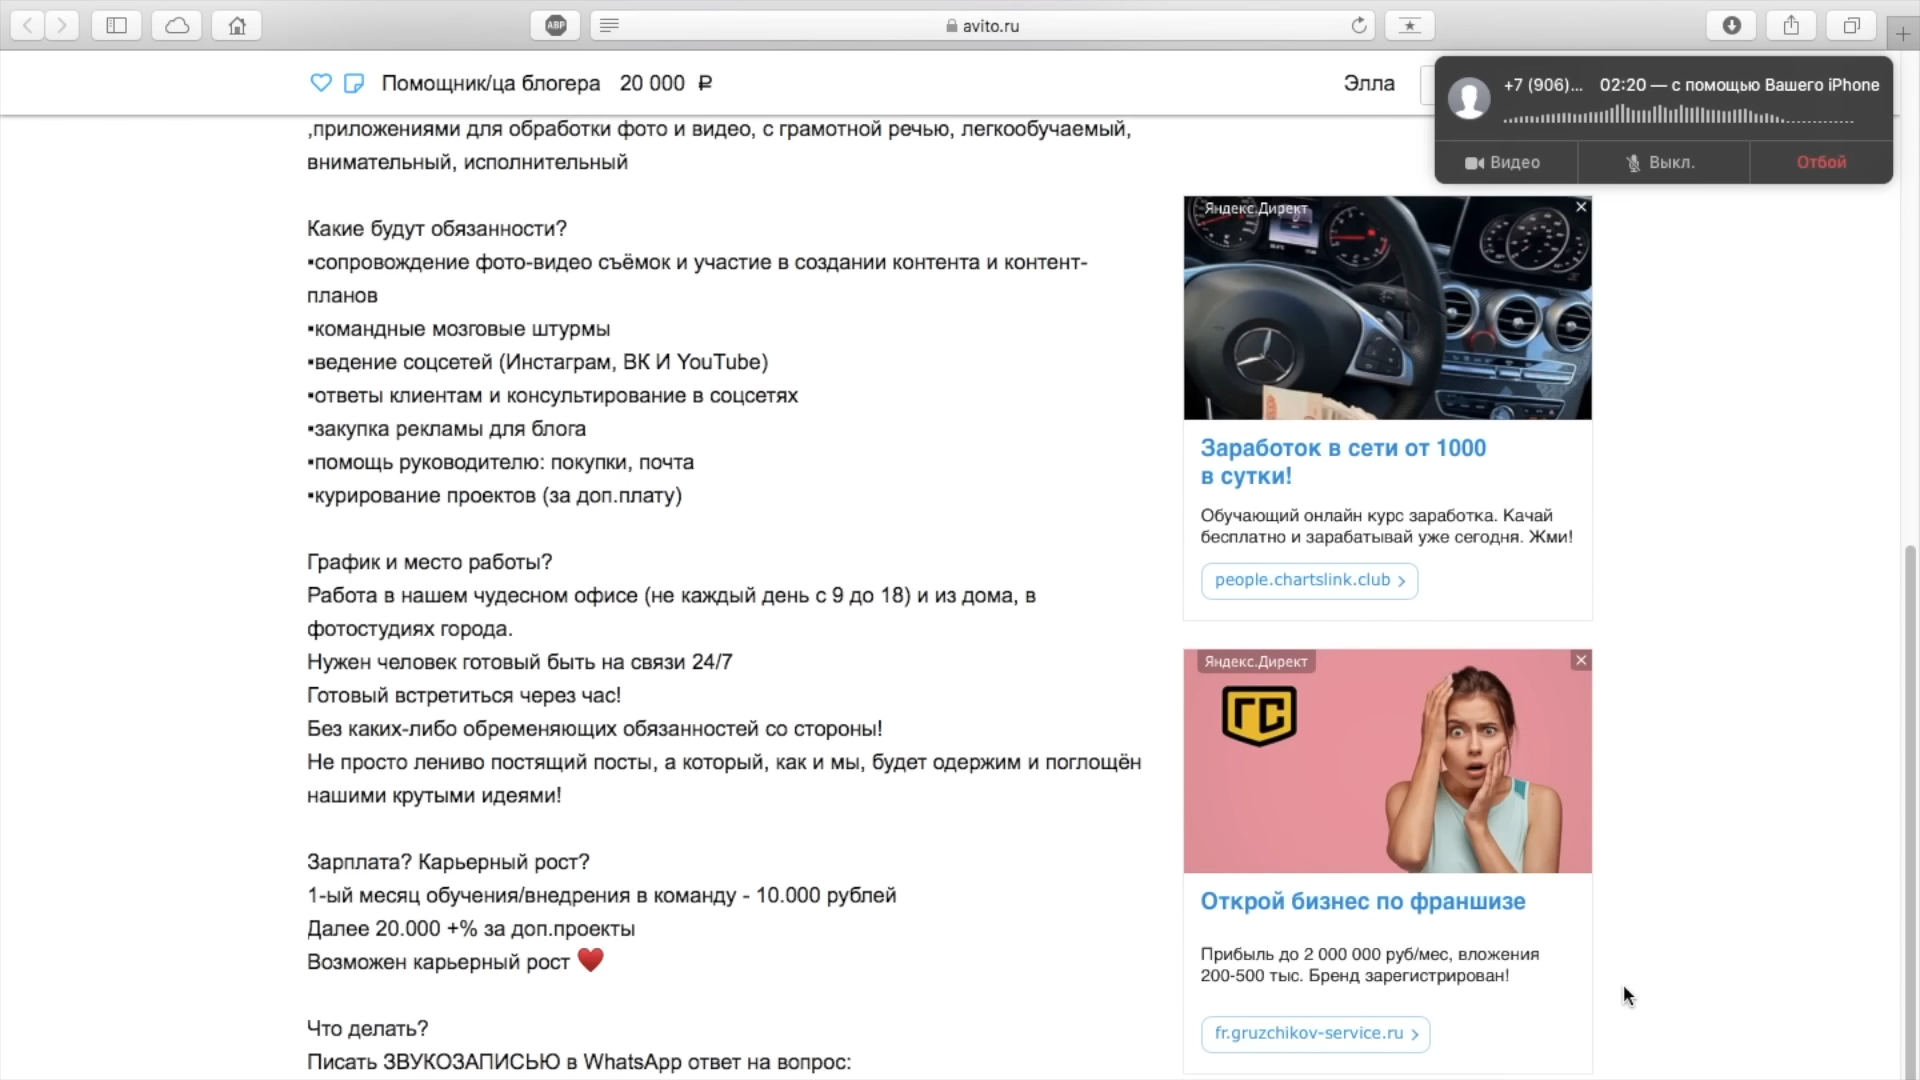 ABP
avito.ru
Помощник/ца блогера 20 000 ₽
Элла
+7 (906)... 02:20 — с помощью Вашего iPhone
Видео
Выкл.
Отбой
,приложениями для обработки фото и видео, с грамотной речью, легкообучаемый,
внимательный, исполнительный
Какие будут обязанности?
▪сопровождение фото-видео съёмок и участие в создании контента и контент-
планов
▪командные мозговые штурмы
▪ведение соцсетей (Инстаграм, ВК И YouTube)
▪ответы клиентам и консультирование в соцсетях
▪закупка рекламы для блога
▪помощь руководителю: покупки, почта
▪курирование проектов (за доп.плату)
График и место работы?
Работа в нашем чудесном офисе (не каждый день с 9 до 18) и из дома, в
фотостудиях города.
Нужен человек готовый быть на связи 24/7
Готовый встретиться через час!
Без каких-либо обременяющих обязанностей со стороны!
Не просто лениво постящий посты, а который, как и мы, будет одержим и поглощён
нашими крутыми идеями!
Зарплата? Карьерный рост?
1-ый месяц обучения/внедрения в команду - 10.000 рублей
Далее 20.000 +% за доп.проекты
Возможен карьерный рост ♥
Что делать?
Писать ЗВУКОЗАПИСЬЮ в WhatsApp ответ на вопрос:
Яндекс.Директ
Заработок в сети от 1000
в сутки!
Обучающий онлайн курс заработка. Качай
бесплатно и зарабатывай уже сегодня. Жми!
people.chartslink.club
Яндекс.Директ
ГС
Открой бизнес по франшизе
Прибыль до 2 000 000 руб/мес, вложения
200-500 тыс. Бренд зарегистрирован!
fr.gruzchikov-service.ru